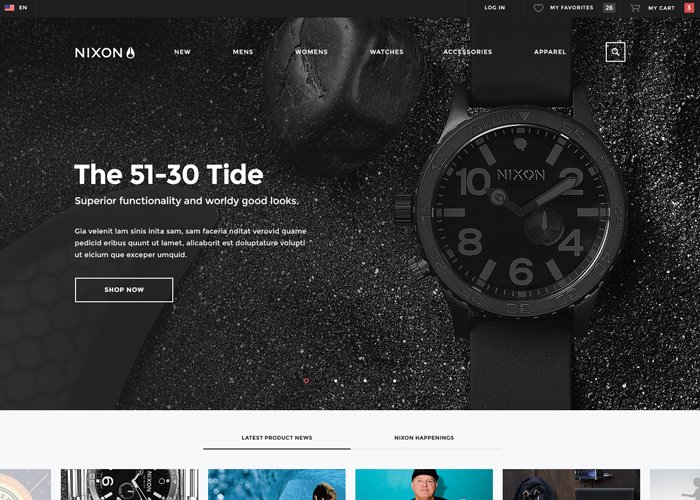 EN
LOG IN
MY FAVORITES 26
MY CART 3
NIXON
NEW
MENS
WOMENS
WATCHES
ACCESSORIES
APPAREL
The 51-30 Tide
Superior functionality and worldy good looks.
Gia velenit lam sinis inita sam, sam faceria nditat verovid quame
pedicid eribus quunt ut lamet, alicaborit est doluptature volupti
ut eicium que exceper umquid.
SHOP NOW
NIXON
10
2
4
6
8
LATEST PRODUCT NEWS
NIXON HAPPENINGS